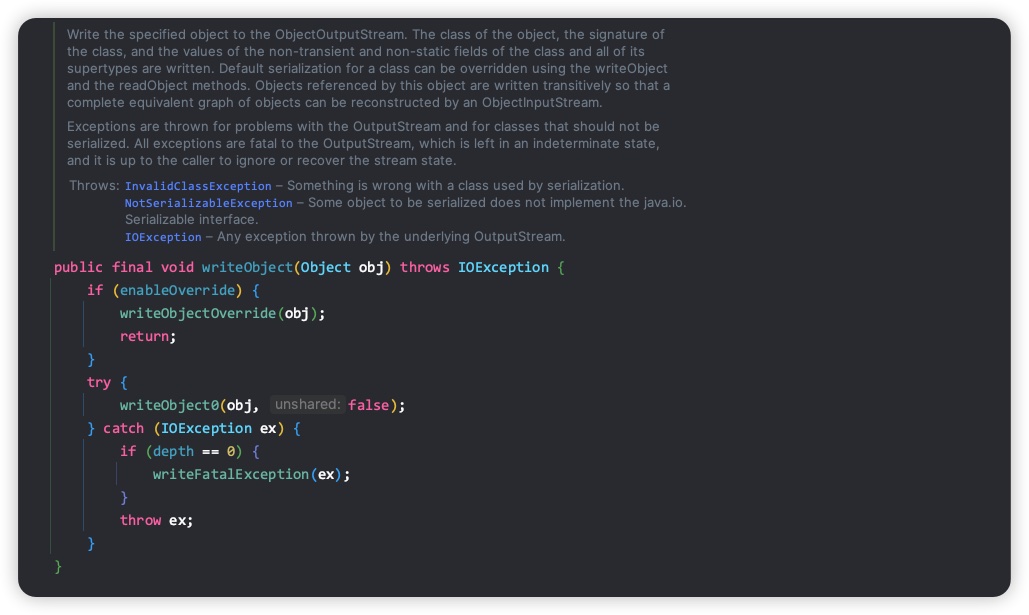 Write the specified object to the ObjectOutputStream. The class of the object, the signature of
the class, and the values of the non-transient and non-static fields of the class and all of its
supertypes are written. Default serialization for a class can be overridden using the writeObject
and the readObject methods. Objects referenced by this object are written transitively so that a
complete equivalent graph of objects can be reconstructed by an ObjectInputStream.
Exceptions are thrown for problems with the OutputStream and for classes that should not be
serialized. All exceptions are fatal to the OutputStream, which is left in an indeterminate state,
and it is up to the caller to ignore or recover the stream state.
Throws: InvalidClassException – Something is wrong with a class used by serialization.
NotSerializableException – Some object to be serialized does not implement the java.io.
Serializable interface.
IOException – Any exception thrown by the underlying OutputStream.
public final void writeObject(Object obj) throws IOException {
    if (enableOverride) {
        writeObjectOverride(obj);
        return;
    }
    try {
        writeObject0(obj, unshared: false);
    } catch (IOException ex) {
        if (depth == 0) {
            writeFatalException(ex);
        }
        throw ex;
    }
}